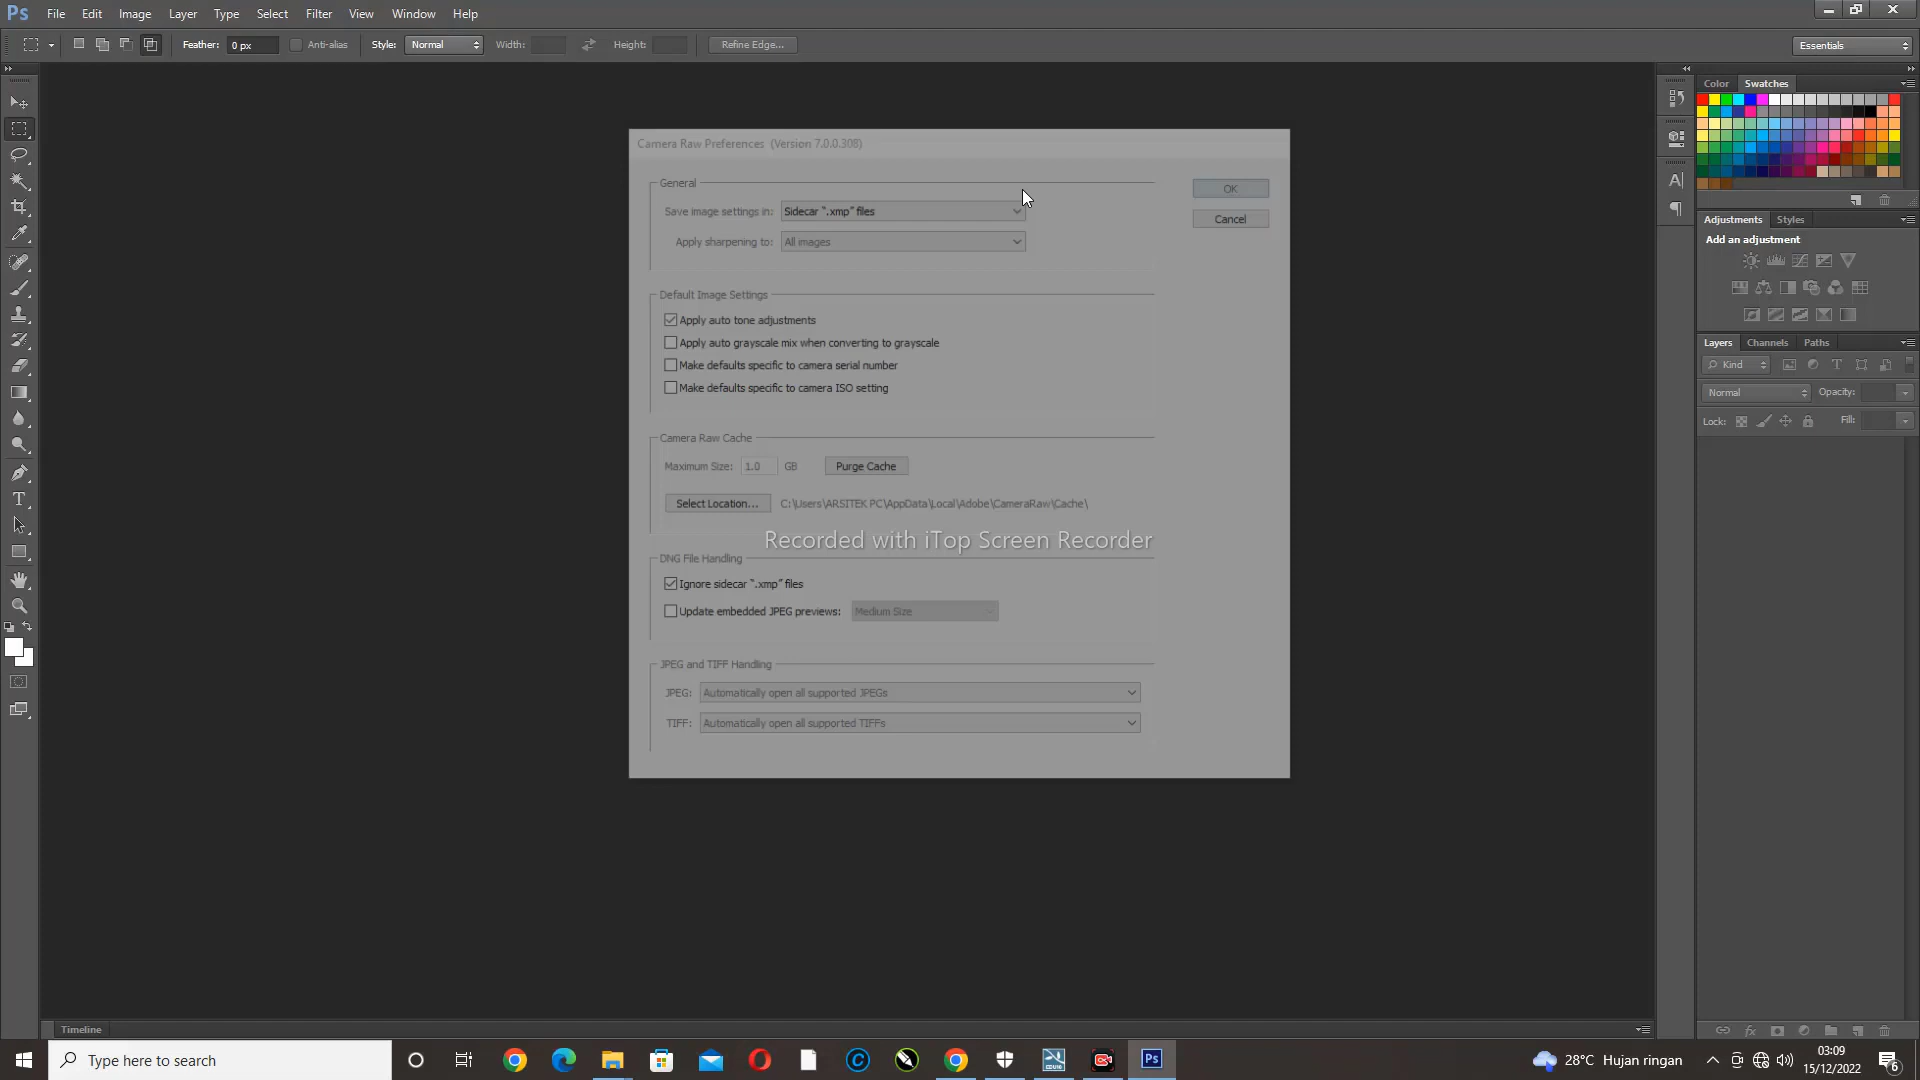 Ps File Edit Image Layer Type Select Filter View Window Help
Feather: 0 px Anti-alias Style: Normal Width: Height: Refine Edge... Essentials
Color Swatches
Camera Raw Preferences (Version 7.0.0.308)
General
OK
Save image settings in: Sidecar “.xmp” files
Cancel
Apply sharpening to: All images
Adjustments Styles
Add an adjustment
Default Image Settings
Apply auto tone adjustments
Apply auto grayscale mix when converting to grayscale
Make defaults specific to camera serial number
Make defaults specific to camera ISO setting
Layers Channels Paths
Kind
Normal Opacity:
Lock: Fill:
Camera Raw Cache
Maximum Size: 1.0 GB Purge Cache
Select Location... C:\Users\ARSITEK PC\AppData\Local\Adobe\CameraRaw\Cache\
Recorded with iTop Screen Recorder
DNG File Handling
Ignore sidecar “.xmp” files
Update embedded JPEG previews: Medium Size
JPEG and TIFF Handling
JPEG: Automatically open all supported JPEGs
TIFF: Automatically open all supported TIFFs
Timeline
Type here to search
28°C Hujan ringan
03:09
15/12/2022
6